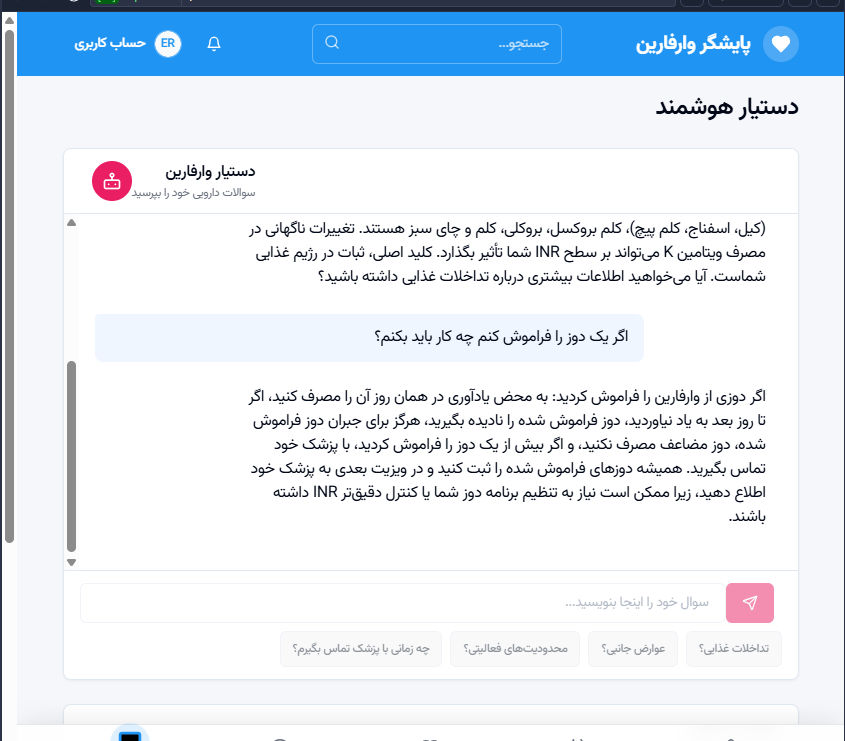 پایشگر وارفارین
جستجو...
ER
حساب کاربری
دستیار هوشمند
دستیار وارفارین
سوالات دارویی خود را بپرسید
(کیل، اسفناج، کلم پیچ)، کلم بروکسل، بروکلی، کلم و چای سبز هستند. تغییرات ناگهانی در
مصرف ویتامین K می‌تواند بر سطح INR شما تأثیر بگذارد. کلید اصلی، ثبات در رژیم غذایی
شماست. آیا می‌خواهید اطلاعات بیشتری درباره تداخلات غذایی داشته باشید؟
اگر یک دوز را فراموش کنم چه کار باید بکنم؟
اگر دوزی از وارفارین را فراموش کردید: به محض یادآوری در همان روز آن را مصرف کنید، اگر
تا روز بعد به یاد نیاوردید، دوز فراموش شده را نادیده بگیرید، هرگز برای جبران دوز فراموش
شده، دوز مضاعف مصرف نکنید، و اگر بیش از یک دوز را فراموش کردید، با پزشک خود
تماس بگیرید. همیشه دوزهای فراموش شده را ثبت کنید و در ویزیت بعدی به پزشک خود
اطلاع دهید، زیرا ممکن است نیاز به تنظیم برنامه دوز شما یا کنترل دقیق‌تر INR داشته
باشند.
سوال خود را اینجا بنویسید...
تداخلات غذایی؟
عوارض جانبی؟
محدودیت‌های فعالیتی؟
چه زمانی با پزشک تماس بگیرم؟